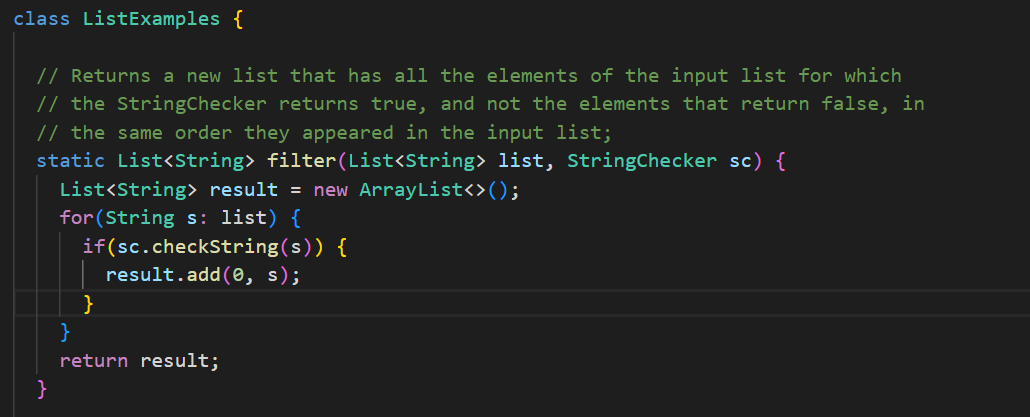 class ListExamples {
// Returns a new list that has all the elements of the input list for which
// the StringChecker returns true, and not the elements that return false, in
// the same order they appeared in the input list;
static List<String> filter(List<String> list, StringChecker sc) {
List<String> result = new ArrayList<>();
for(String s: list) {
if(sc.checkString(s)) {
result.add(0, s);
}
}
return result;
}